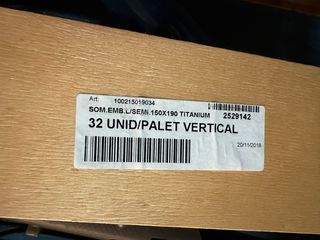 Art: 100215019034
SOM.EMB.L/SEMI.150X190 TITANIUM 2529142
32 UNID/PALET VERTICAL
20/11/2018